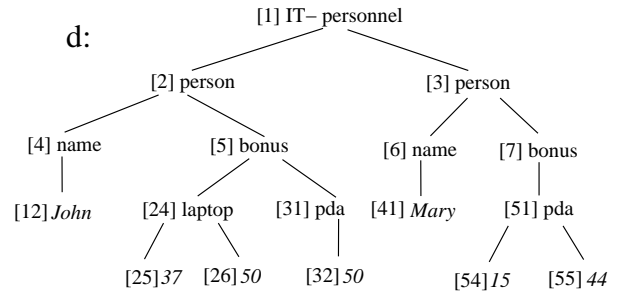 [1] IT– personnel
d:
[2] person [3] person
[4] name [5] bonus [6] name [7] bonus
[12] John [24] laptop [31] pda [41] Mary [51] pda
[25] 37 [26] 50 [32] 50 [54] 15 [55] 44